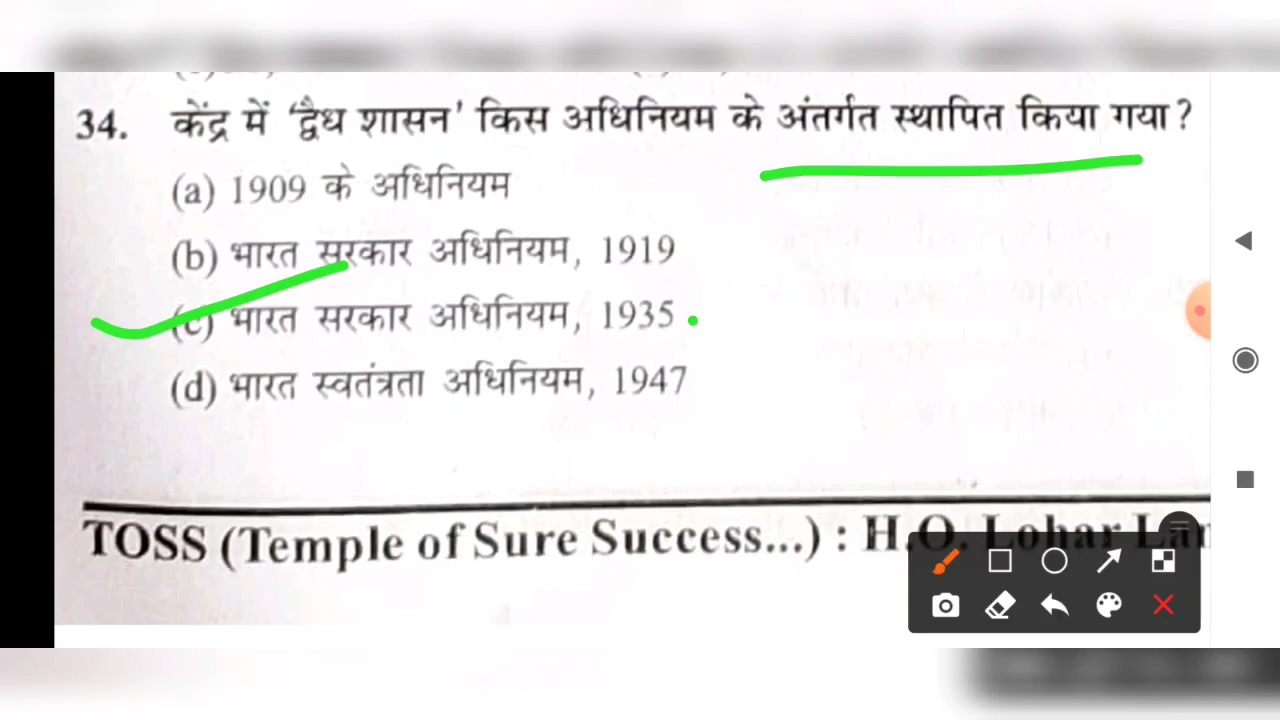 34. केंद्र में ‘द्वैध शासन’ किस अधिनियम के अंतर्गत स्थापित किया गया?
(a) 1909 के अधिनियम
(b) भारत सरकार अधिनियम, 1919
(c) भारत सरकार अधिनियम, 1935
(d) भारत स्वतंत्रता अधिनियम, 1947
TOSS (Temple of Sure Success...) : H.O. Lohar